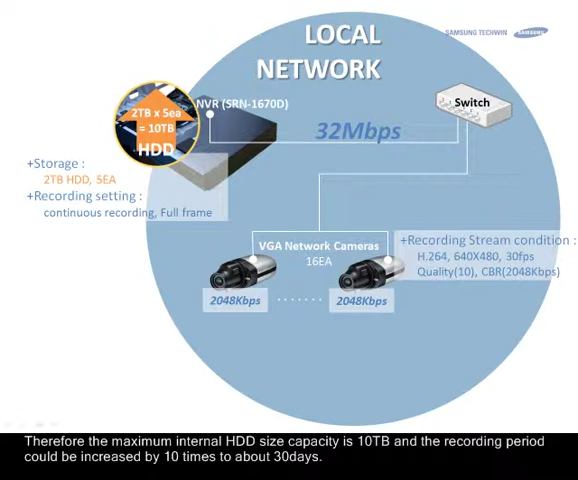 LOCAL
NETWORK
SAMSUNG TECHWIN
SAMSUNG
Switch
NVR (SRN-1670D)
2TB x 5ea
= 10TB
HDD
32Mbps
+Storage :
2TB HDD, 5EA
+Recording setting :
continuous recording, Full frame
VGA Network Cameras
16EA
+Recording Stream condition :
H.264, 640X480, 30fps
Quality(10), CBR(2048Kbps)
2048Kbps
.......
2048Kbps
Therefore the maximum internal HDD size capacity is 10TB and the recording period
could be increased by 10 times to about 30days.